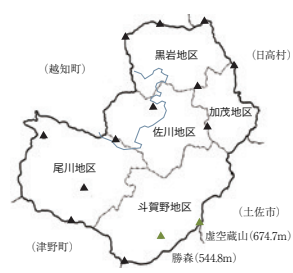 黒岩地区
（越知町）
（日高村）
加茂地区
佐川地区
尾川地区
斗賀野地区
（土佐市）
虚空蔵山（674.7m）
（津野町）
勝森（544.8m）